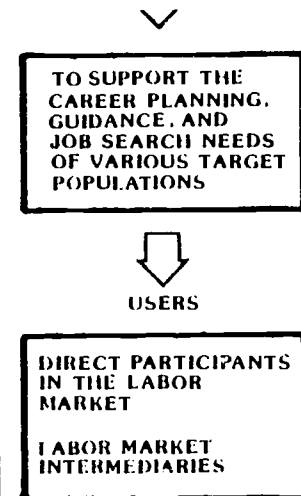 TO SUPPORT THE
CAREER PLANNING,
GUIDANCE, AND
JOB SEARCH NEEDS
OF VARIOUS TARGET
POPULATIONS
USERS
DIRECT PARTICIPANTS
IN THE LABOR
MARKET
LABOR MARKET
INTERMEDIARIES